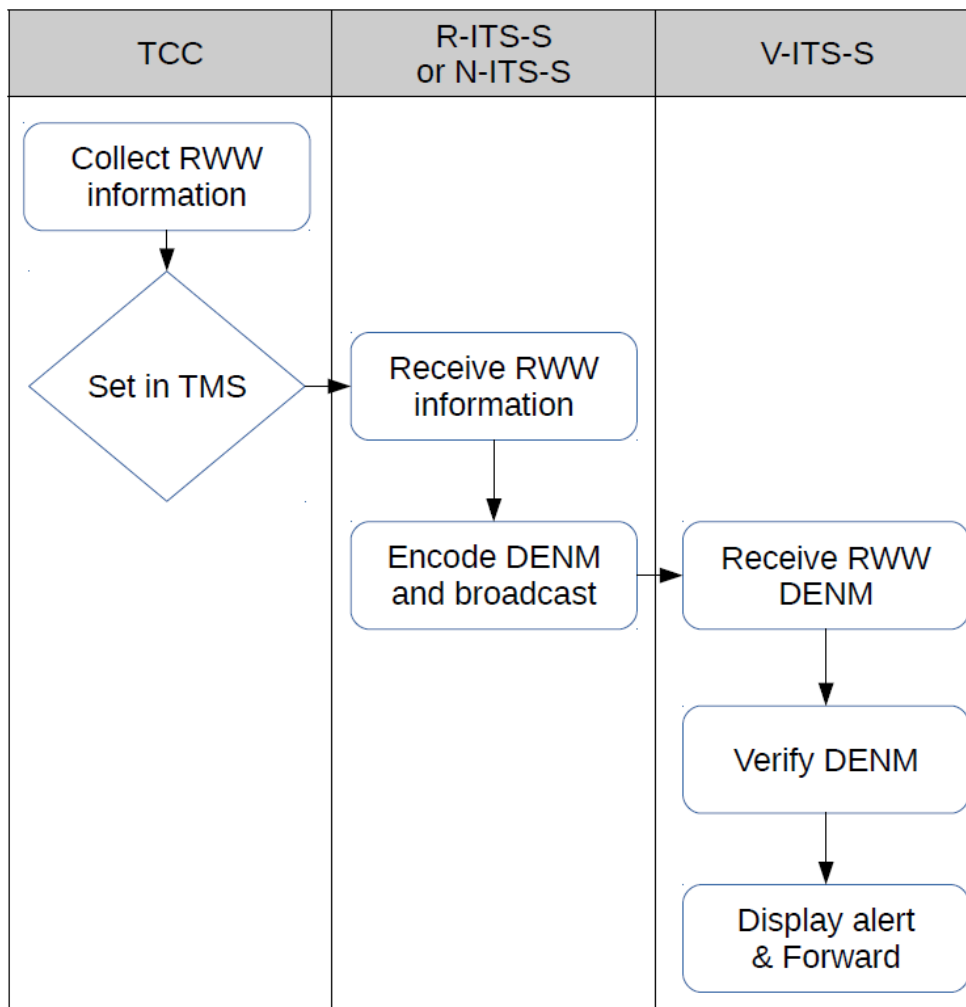 TCC
R-ITS-S
or N-ITS-S
V-ITS-S
Collect RWW
information
Set in TMS
Receive RWW
information
Encode DENM
and broadcast
Receive RWW
DENM
Verify DENM
Display alert
& Forward